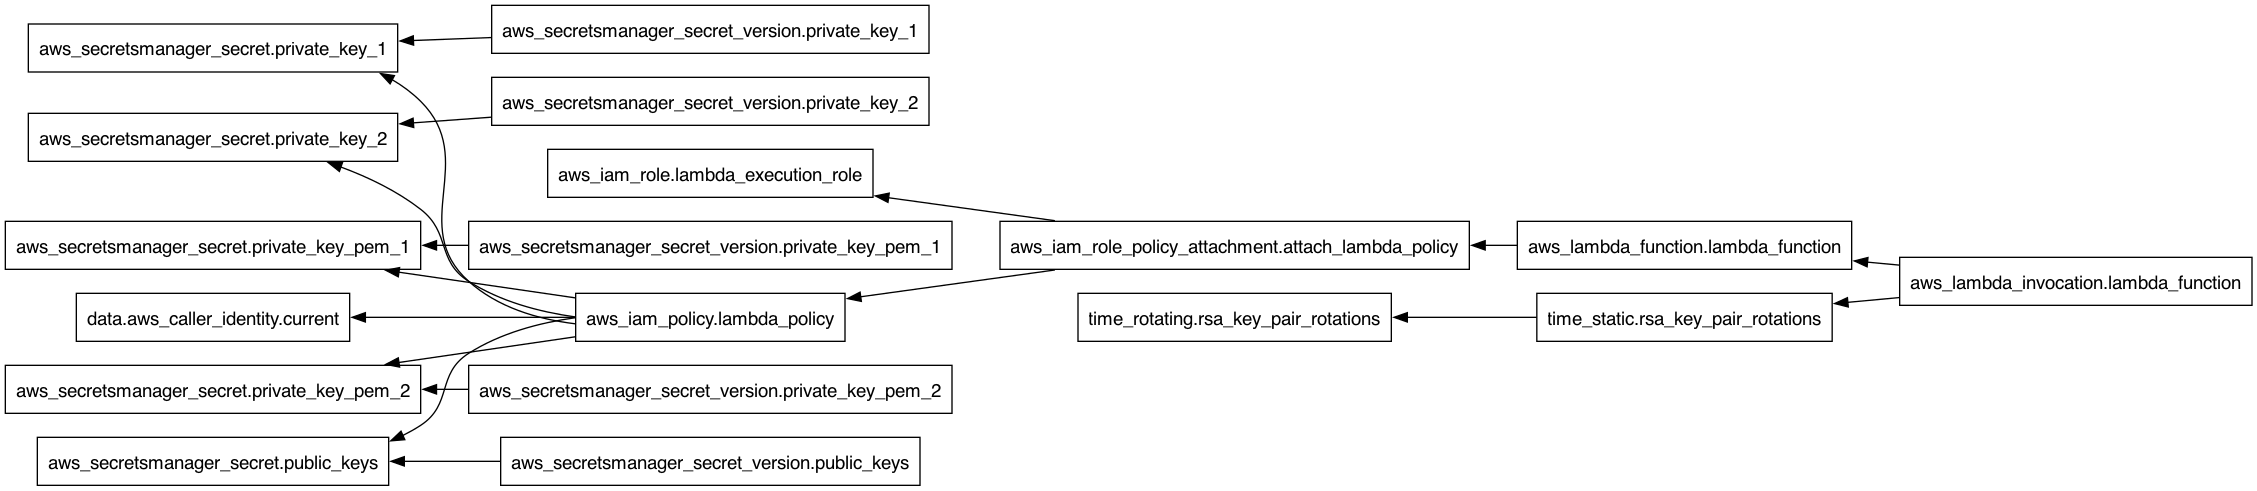 aws_secretsmanager_secret_version.private_key_1
aws_secretsmanager_secret.private_key_1
aws_secretsmanager_secret_version.private_key_2
aws_secretsmanager_secret.private_key_2
aws_iam_role.lambda_execution_role
aws_secretsmanager_secret.private_key_pem_1
aws_secretsmanager_secret_version.private_key_pem_1
aws_iam_role_policy_attachment.attach_lambda_policy
aws_lambda_function.lambda_function
aws_lambda_invocation.lambda_function
data.aws_caller_identity.current
aws_iam_policy.lambda_policy
time_rotating.rsa_key_pair_rotations
time_static.rsa_key_pair_rotations
aws_secretsmanager_secret.private_key_pem_2
aws_secretsmanager_secret_version.private_key_pem_2
aws_secretsmanager_secret.public_keys
aws_secretsmanager_secret_version.public_keys